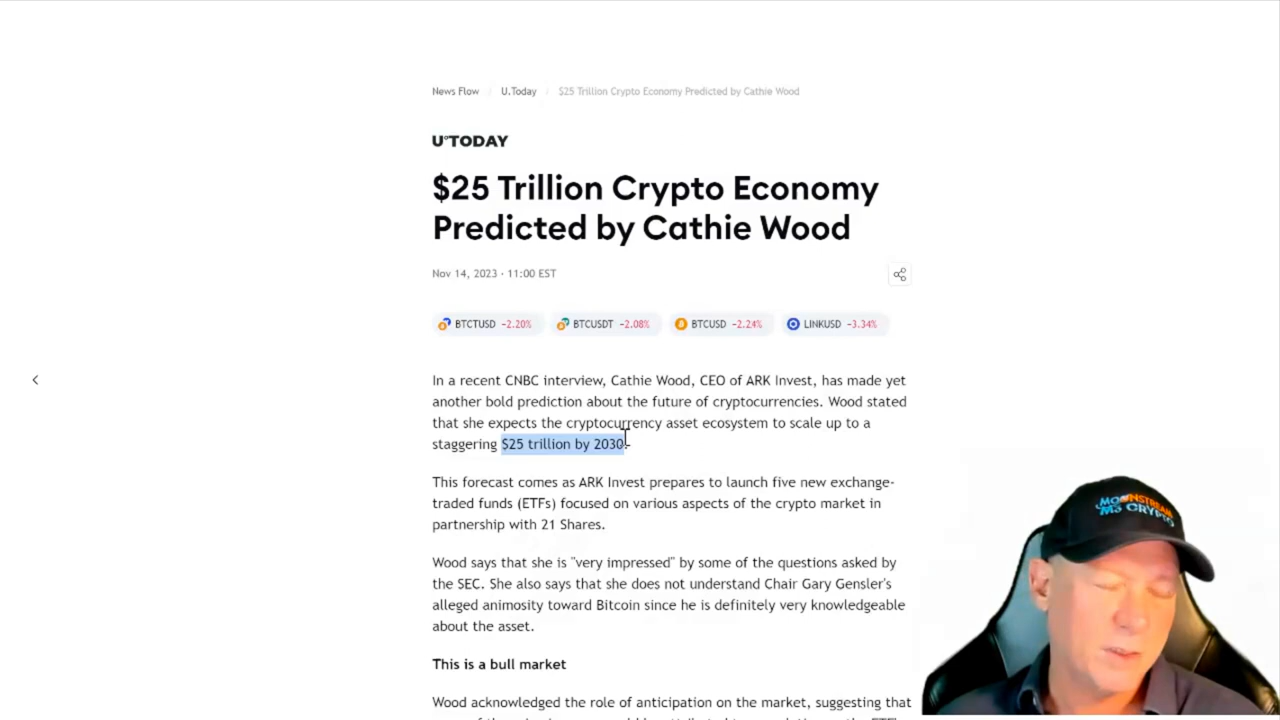 News Flow / U.Today / $25 Trillion Crypto Economy Predicted by Cathie Wood
U°TODAY
$25 Trillion Crypto Economy
Predicted by Cathie Wood
Nov 14, 2023 · 11:00 EST
BTCTUSD -2.20% BTCUSDT -2.08% BTCUSD -2.24% LINKUSD -3.34%
In a recent CNBC interview, Cathie Wood, CEO of ARK Invest, has made yet
another bold prediction about the future of cryptocurrencies. Wood stated
that she expects the cryptocurrency asset ecosystem to scale up to a
staggering $25 trillion by 2030.
This forecast comes as ARK Invest prepares to launch five new exchange-
traded funds (ETFs) focused on various aspects of the crypto market in
partnership with 21 Shares.
Wood says that she is "very impressed" by some of the questions asked by
the SEC. She also says that she does not understand Chair Gary Gensler's
alleged animosity toward Bitcoin since he is definitely very knowledgeable
about the asset.
MOONSTREAM
CRYPTO
This is a bull market
Wood acknowledged the role of anticipation on the market, suggesting that